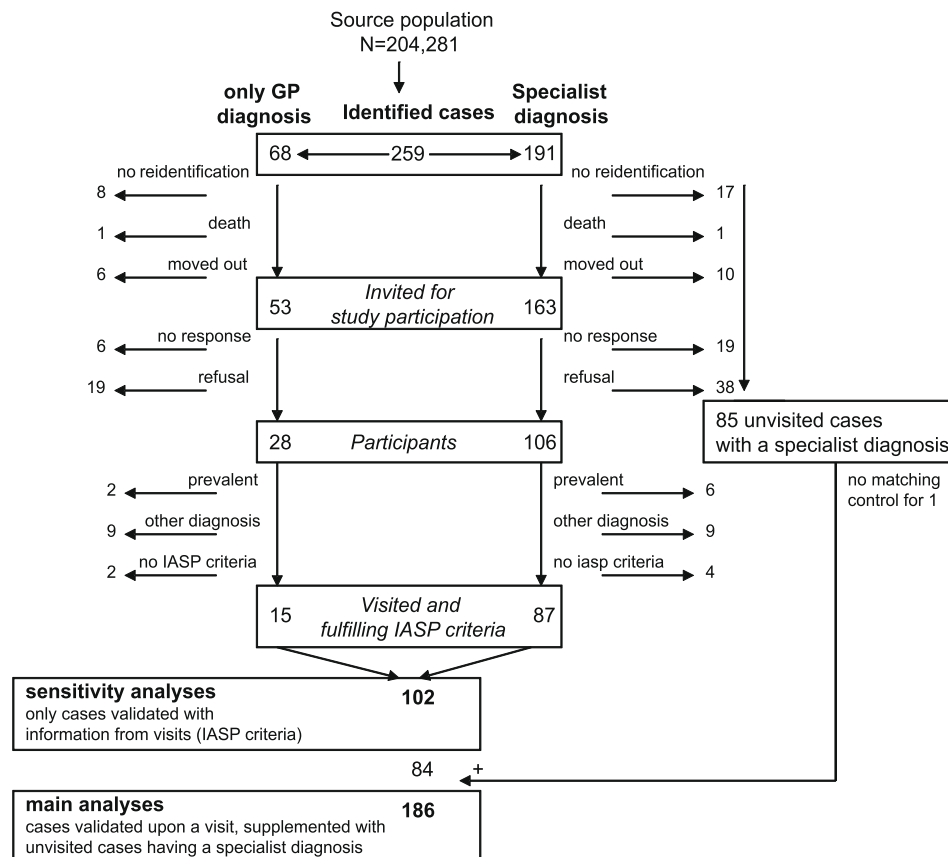 Source population
N=204,281
only GP
diagnosis
Identified cases
Specialist
diagnosis
68 259 191
no reidentification
8
no reidentification
17
death
1
death
1
moved out
6
moved out
10
53 Invited for
study participation 163
no response
6
no response
19
refusal
19
refusal
38
85 unvisited cases
with a specialist diagnosis
28 Participants 106
no matching
control for 1
prevalent
2
prevalent
6
other diagnosis
9
other diagnosis
9
no IASP criteria
2
no iasp criteria
4
15 Visited and
fulfilling IASP criteria 87
sensitivity analyses 102
only cases validated with
information from visits (IASP criteria)
84 +
main analyses 186
cases validated upon a visit, supplemented with
unvisited cases having a specialist diagnosis